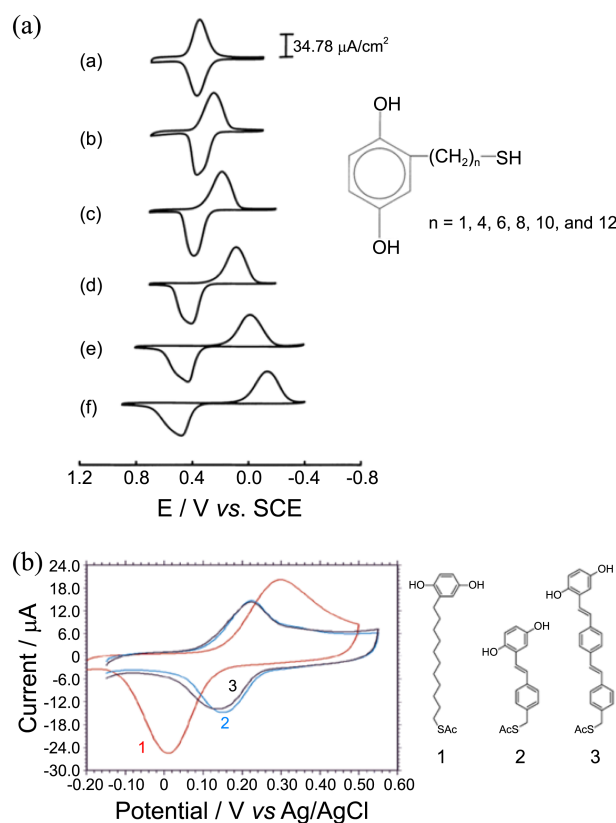 (a)
(a)
34.78 μA/cm²
(b)
(c)
(d)
(e)
(f)
OH
(CH₂)ₙ—SH
OH
n = 1, 4, 6, 8, 10, and 12
1.2 0.8 0.4 0.0 -0.4 -0.8
E / V vs. SCE
(b)
24.0
18.0
12.0
6.0
0
-6.0
-12.0
-18.0
-24.0
-30.0
Current / μA
1
2
3
-0.20 -0.10 0 0.10 0.20 0.30 0.40 0.50 0.60
Potential / V vs Ag/AgCl
HO
OH
SAc
1
OH
HO
AcS
2
OH
HO
AcS
3